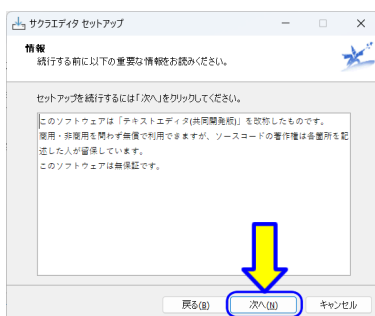 サクラエディタ セットアップ
情報
続行する前に以下の重要な情報をお読みください。
セットアップを続行するには「次へ」をクリックしてください。
このソフトウェアは「テキストエディタ(共同開発版)」を改称したものです。
商用・非商用を問わず無償で利用できますが、ソースコードの著作権は各箇所を記
述した人が留保しています。
このソフトウェアは無保証です。
戻る(B)
次へ(N)
キャンセル